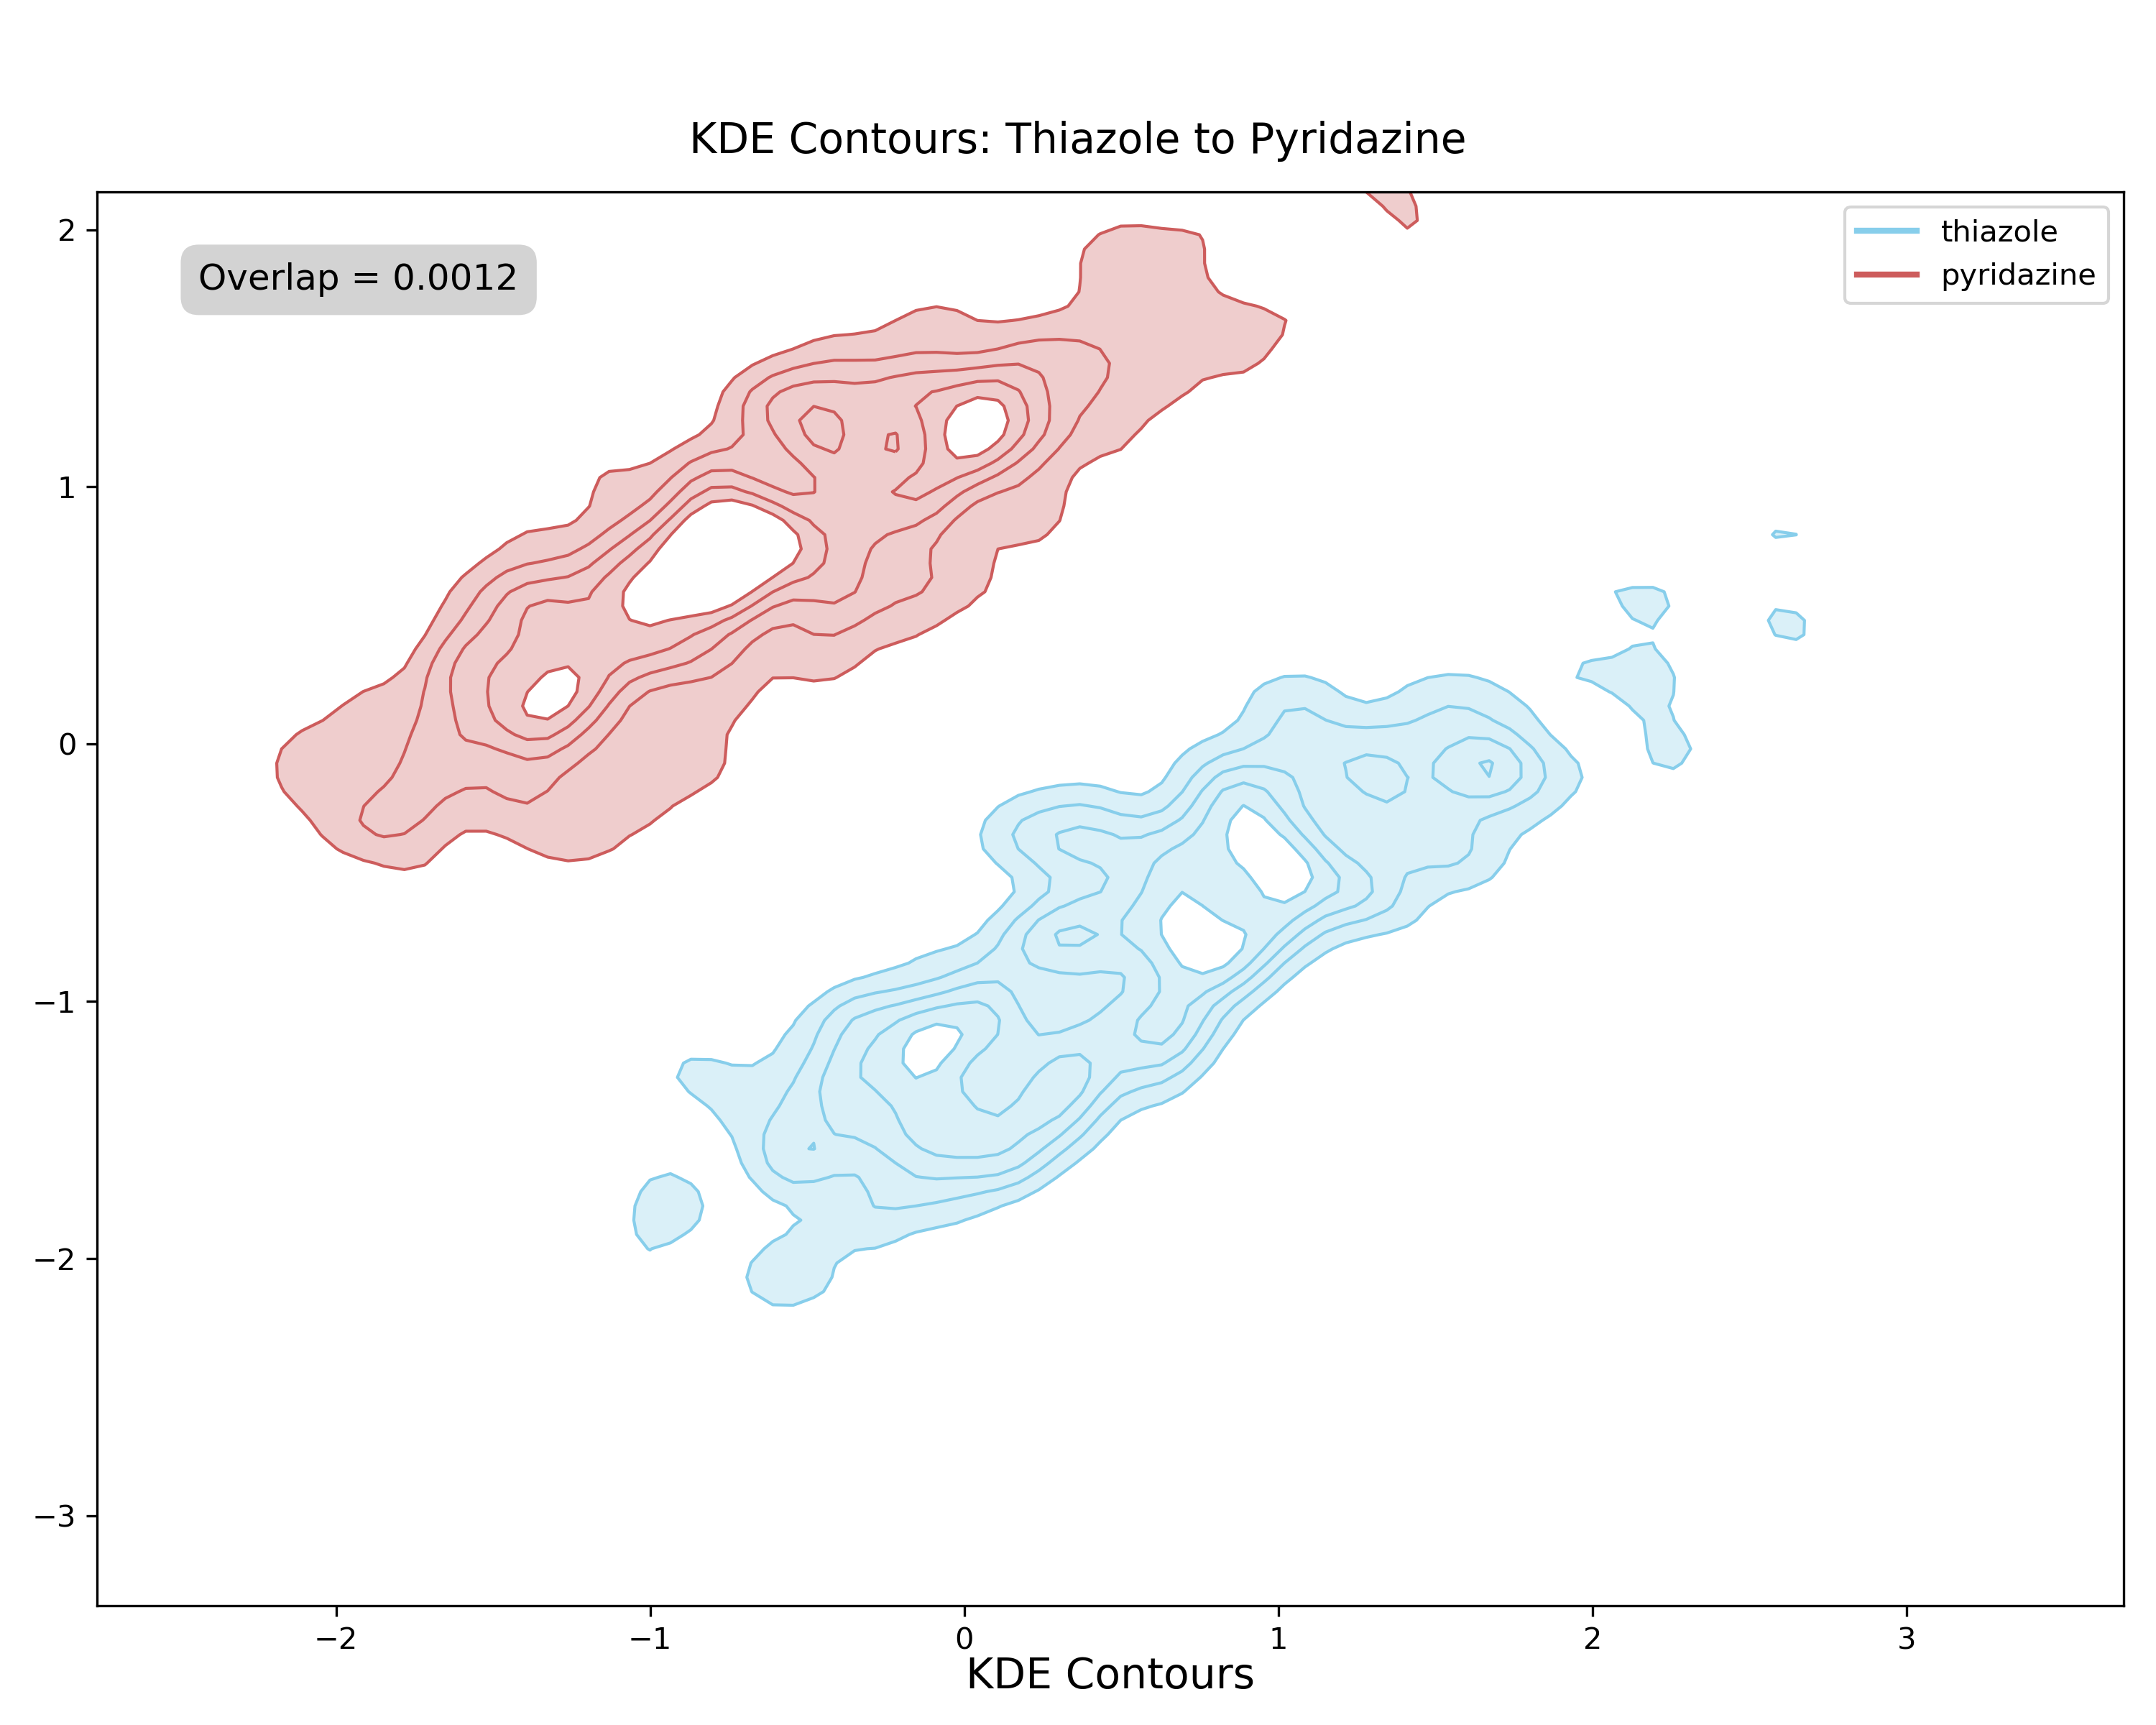 KDE Contours: Thiazole to Pyridazine
Overlap = 0.0012
thiazole
pyridazine
2
1
0
−1
−2
−3
−2
−1
0
1
2
3
KDE Contours